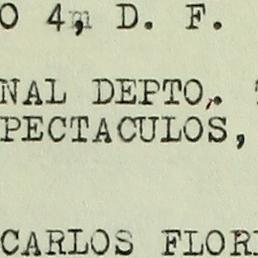 O 4, D. F.
NAL DEPTO.
PECTACULOS,
CARLOS FLOR